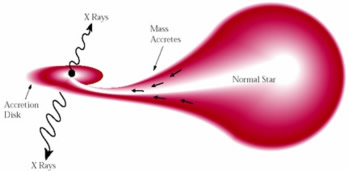 X Rays
Mass
Accretes
Normal Star
Accretion
Disk
X Rays